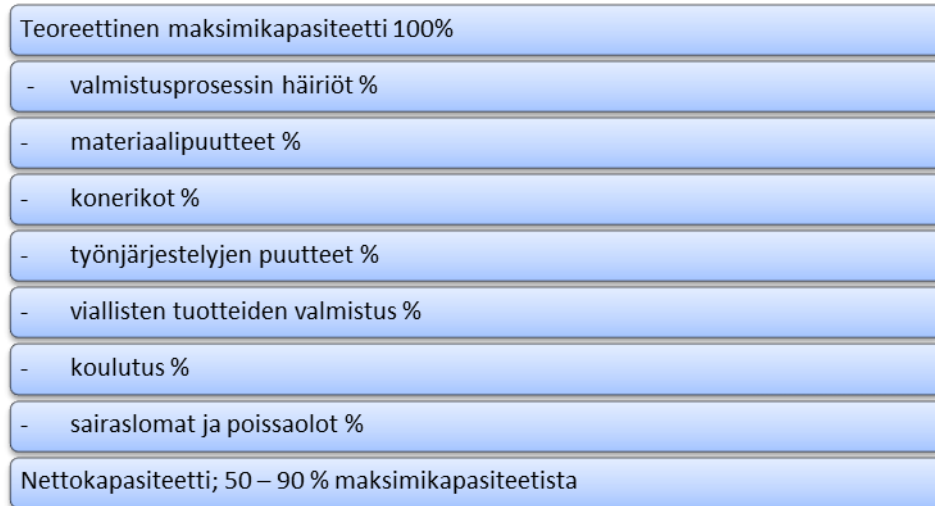 Teoreettinen maksimikapasiteetti 100%
- valmistusprosessin häiriöt %
- materiaalipuutteet %
- konerikot %
- työnjärjestelyjen puutteet %
- viallisten tuotteiden valmistus %
- koulutus %
- sairaslomat ja poissaolot %
Nettokapasiteetti; 50 – 90 % maksimikapasiteetista